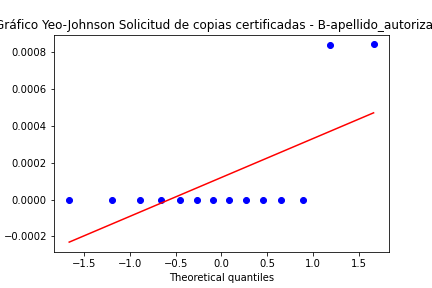 Gráfico Yeo-Johnson Solicitud de copias certificadas - B-apellido_autoriza
0.0008
0.0006
0.0004
0.0002
0.0000
−0.0002
−1.5 −1.0 −0.5 0.0 0.5 1.0 1.5
Theoretical quantiles